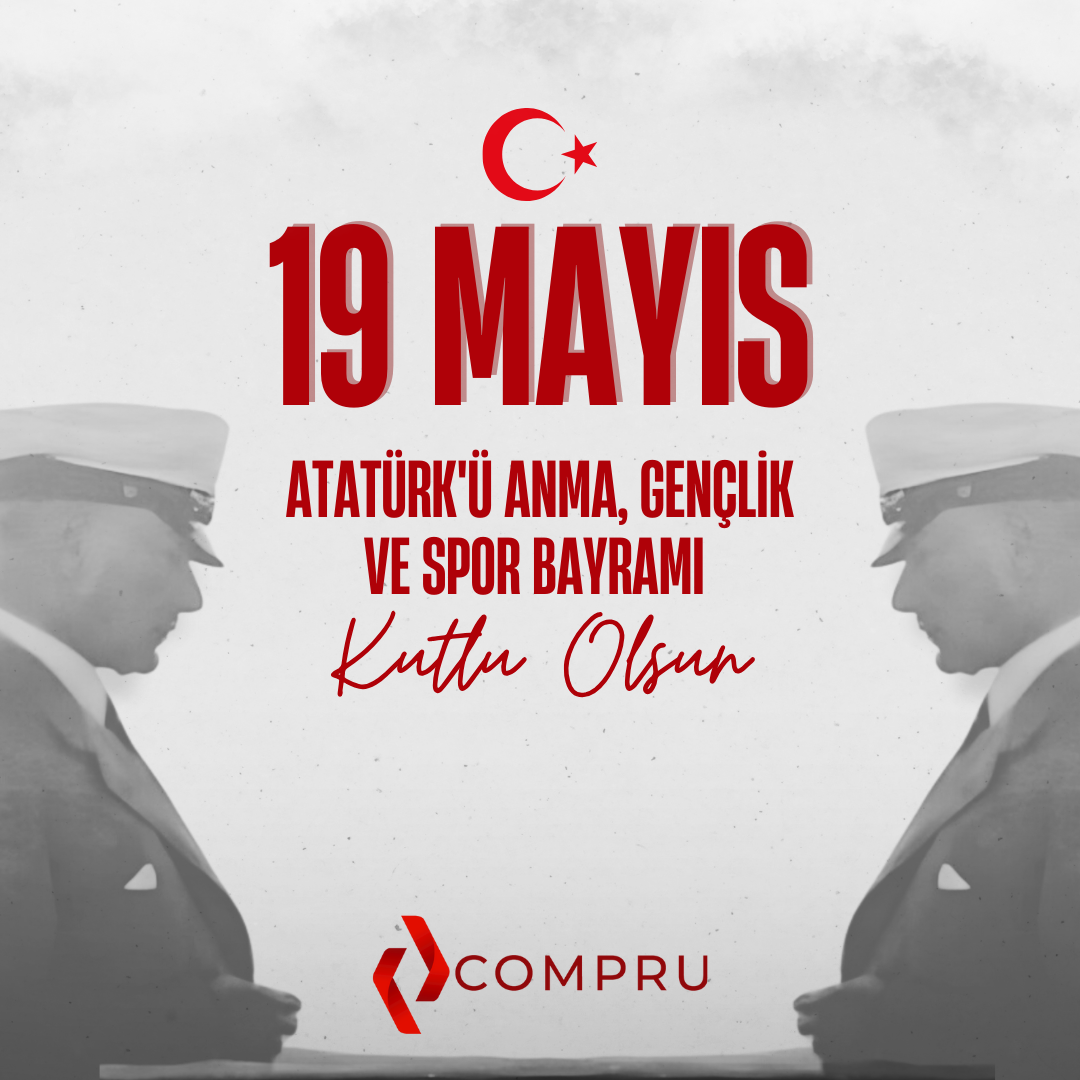 19 MAYIS
ATATÜRK'Ü ANMA, GENÇLİK
VE SPOR BAYRAMI
Kutlu Olsun
COMPRU